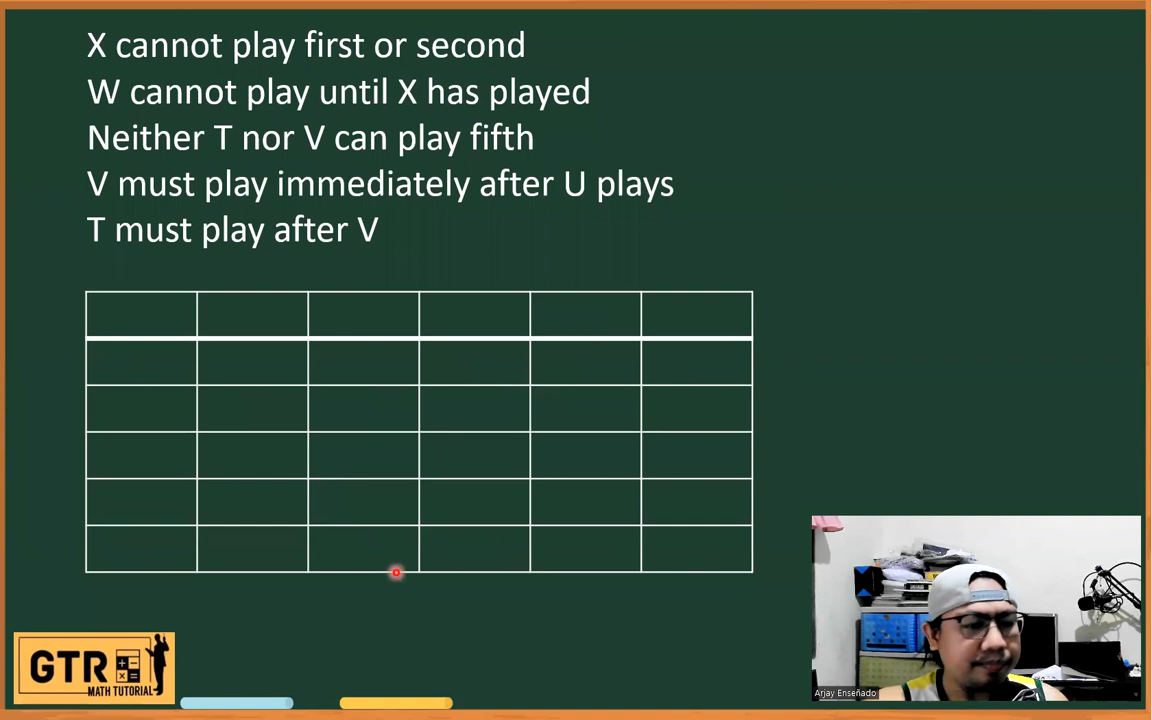 X cannot play first or second
W cannot play until X has played
Neither T nor V can play fifth
V must play immediately after U plays
T must play after V
GTR
MATH TUTORIAL
Arjay Enseñado